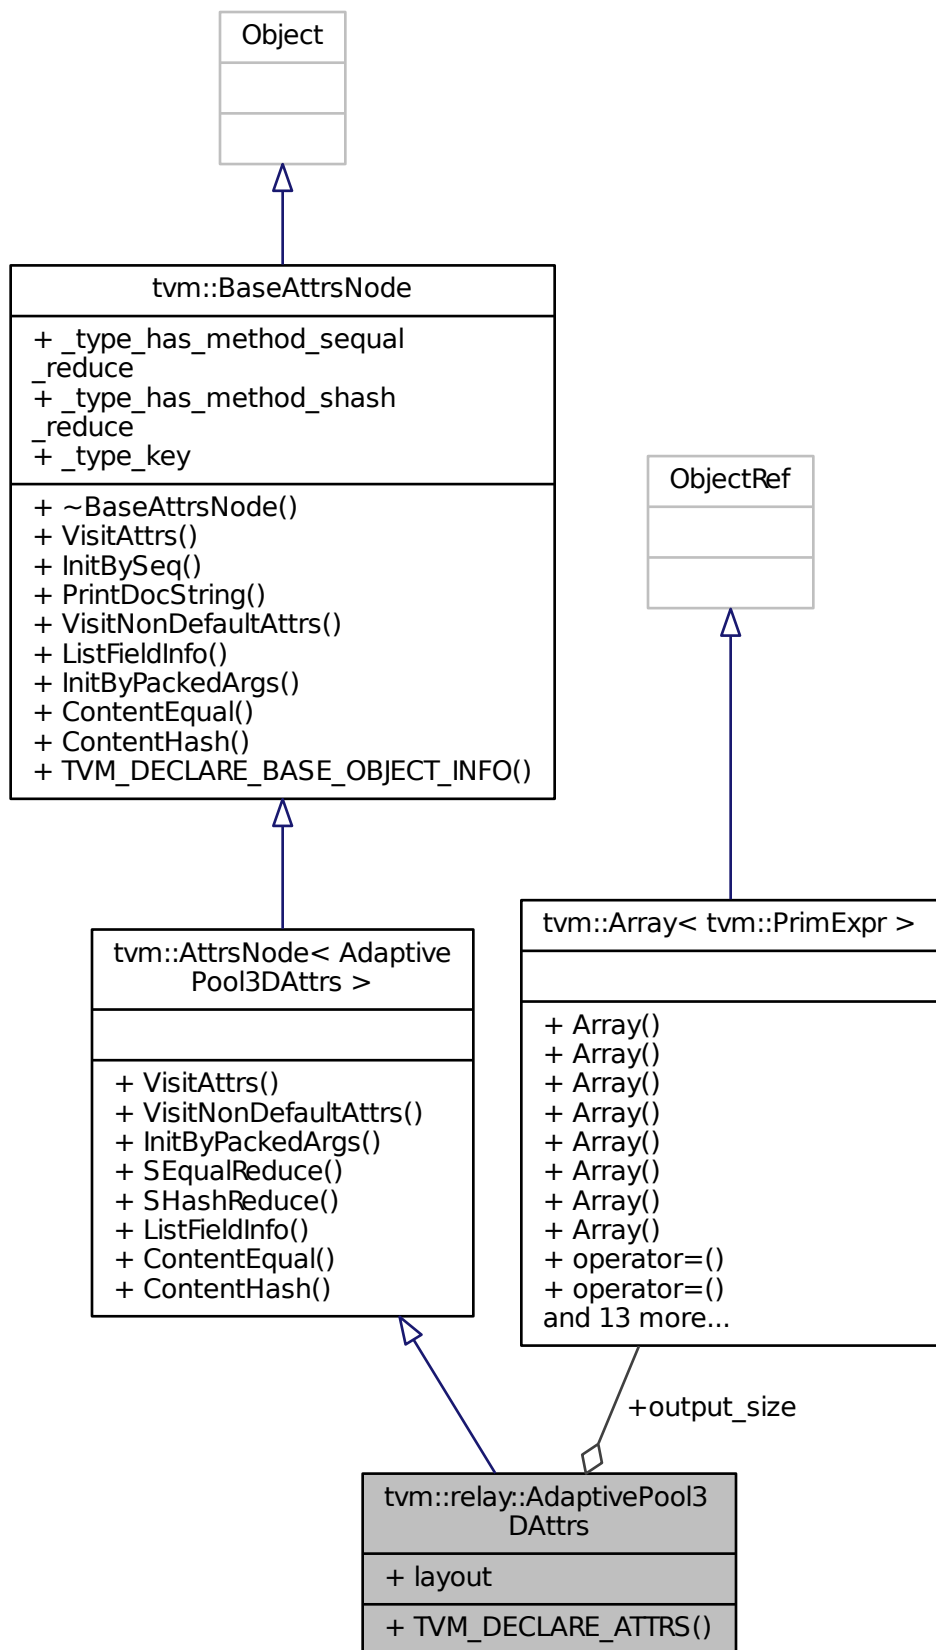 Object
tvm::BaseAttrsNode
+ _type_has_method_sequal
_reduce
+ _type_has_method_shash
_reduce
+ _type_key
+ ~BaseAttrsNode()
+ VisitAttrs()
+ InitBySeq()
+ PrintDocString()
+ VisitNonDefaultAttrs()
+ ListFieldInfo()
+ InitByPackedArgs()
+ ContentEqual()
+ ContentHash()
+ TVM_DECLARE_BASE_OBJECT_INFO()
ObjectRef
tvm::AttrsNode< Adaptive
Pool3DAttrs >
+ VisitAttrs()
+ VisitNonDefaultAttrs()
+ InitByPackedArgs()
+ SEqualReduce()
+ SHashReduce()
+ ListFieldInfo()
+ ContentEqual()
+ ContentHash()
tvm::Array< tvm::PrimExpr >
+ Array()
+ Array()
+ Array()
+ Array()
+ Array()
+ Array()
+ Array()
+ Array()
+ operator=()
+ operator=()
and 13 more...
+output_size
tvm::relay::AdaptivePool3
DAttrs
+ layout
+ TVM_DECLARE_ATTRS()